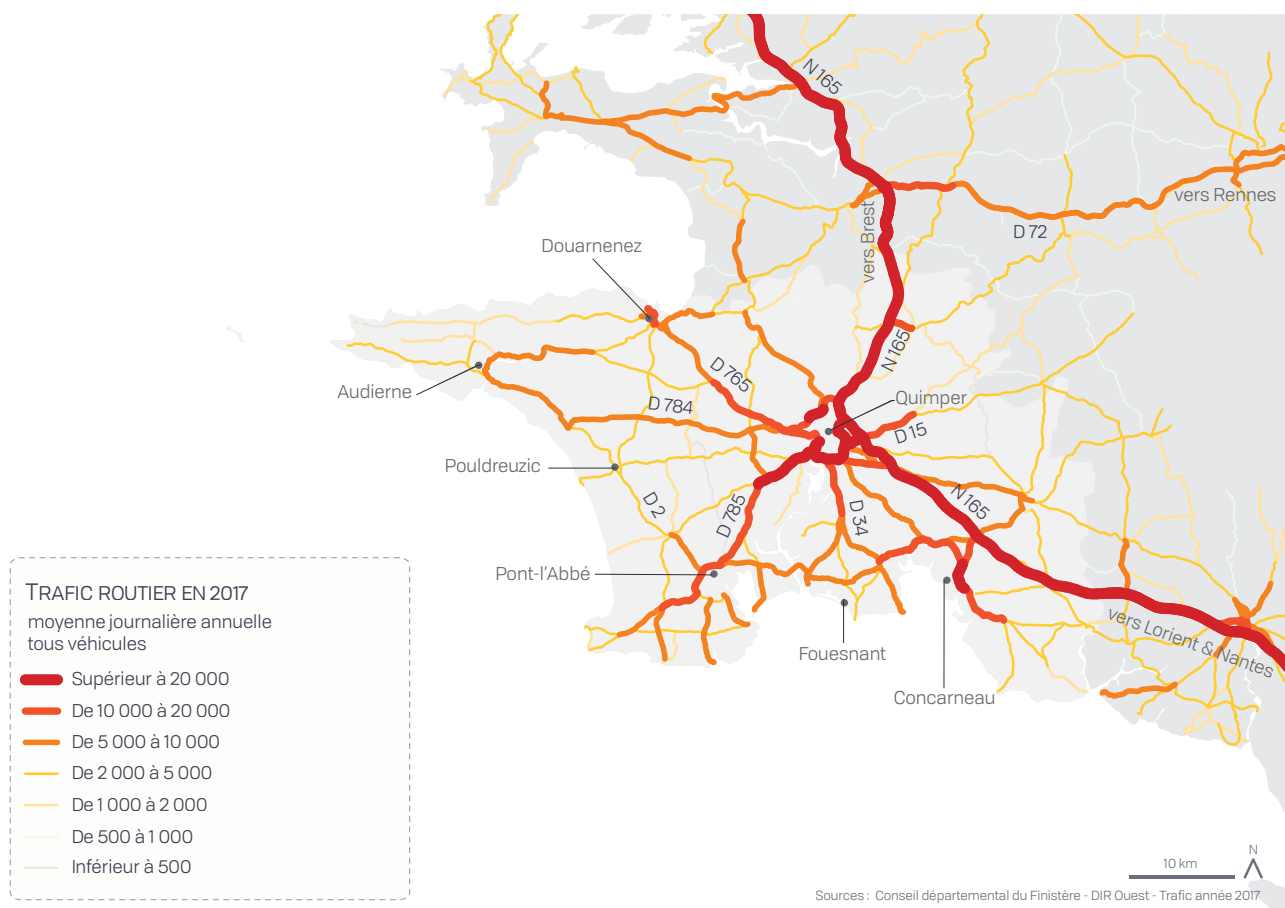 N 165
vers Rennes
D 72
vers Brest
Douarnenez
N 165
D 765
Audierne
Quimper
D 784
D 15
Pouldreuzic
D 2
D 785
D 34
N 165
Pont-l'Abbé
vers Lorient & Nantes
Fouesnant
Concarneau
TRAFIC ROUTIER EN 2017
moyenne journalière annuelle
tous véhicules
Supérieur à 20 000
De 10 000 à 20 000
De 5 000 à 10 000
De 2 000 à 5 000
De 1 000 à 2 000
De 500 à 1 000
Inférieur à 500
10 km
N
Sources : Conseil départemental du Finistère - DIR Ouest - Trafic année 2017